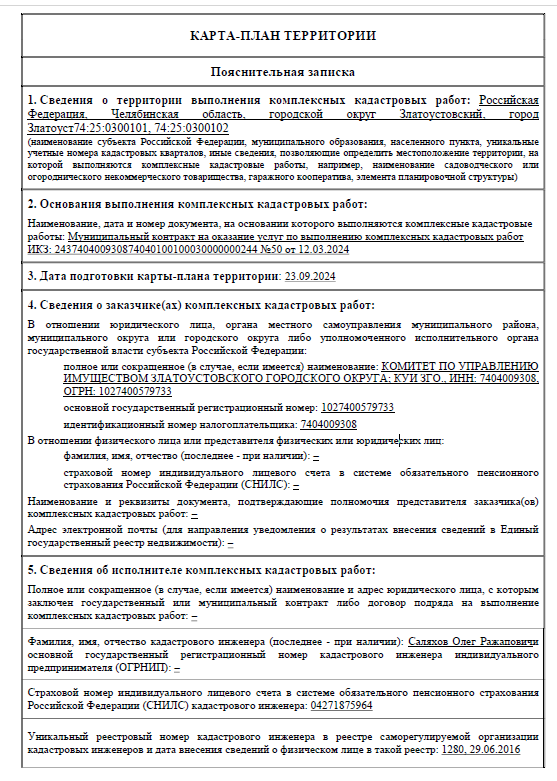 КАРТА-ПЛАН ТЕРРИТОРИИ
Пояснительная записка
1. Сведения о территории выполнения комплексных кадастровых работ: Российская
Федерация, Челябинская область, городской округ Златоустовский, город
Златоуст74:25:0300101, 74:25:0300102
(наименование субъекта Российской Федерации, муниципального образования, населенного пункта, уникальные
учетные номера кадастровых кварталов, иные сведения, позволяющие определить местоположение территории, на
которой выполняются комплексные кадастровые работы, например, наименование садоводческого или
огороднического некоммерческого товарищества, гаражного кооператива, элемента планировочной структуры)
2. Основания выполнения комплексных кадастровых работ:
Наименование, дата и номер документа, на основании которого выполняются комплексные кадастровые
работы: Муниципальный контракт на оказание услуг по выполнению комплексных кадастровых работ
ИКЗ: 243740400930874040100100030000000244 №50 от 12.03.2024
3. Дата подготовки карты-плана территории: 23.09.2024
4. Сведения о заказчике(ах) комплексных кадастровых работ:
В отношении юридического лица, органа местного самоуправления муниципального района,
муниципального округа или городского округа либо уполномоченного исполнительного органа
государственной власти субъекта Российской Федерации:
полное или сокращенное (в случае, если имеется) наименование: КОМИТЕТ ПО УПРАВЛЕНИЮ
ИМУЩЕСТВОМ ЗЛАТОУСТОВСКОГО ГОРОДСКОГО ОКРУГА; КУИ ЗГО., ИНН: 7404009308,
ОГРН: 1027400579733
основной государственный регистрационный номер: 1027400579733
идентификационный номер налогоплательщика: 7404009308
В отношении физического лица или представителя физических или юридических лиц:
фамилия, имя, отчество (последнее - при наличии): –
страховой номер индивидуального лицевого счета в системе обязательного пенсионного
страхования Российской Федерации (СНИЛС): –
Наименование и реквизиты документа, подтверждающие полномочия представителя заказчика(ов)
комплексных кадастровых работ: –
Адрес электронной почты (для направления уведомления о результатах внесения сведений в Единый
государственный реестр недвижимости): –
5. Сведения об исполнителе комплексных кадастровых работ:
Полное или сокращенное (в случае, если имеется) наименование и адрес юридического лица, с которым
заключен государственный или муниципальный контракт либо договор подряда на выполнение
комплексных кадастровых работ: –
Фамилия, имя, отчество кадастрового инженера (последнее - при наличии): Саляхов Олег Ражаповичи
основной государственный регистрационный номер кадастрового инженера индивидуального
предпринимателя (ОГРНИП): –
Страховой номер индивидуального лицевого счета в системе обязательного пенсионного страхования
Российской Федерации (СНИЛС) кадастрового инженера: 04271875964
Уникальный реестровый номер кадастрового инженера в реестре саморегулируемой организации
кадастровых инженеров и дата внесения сведений о физическом лице в такой реестр: 1280, 29.06.2016